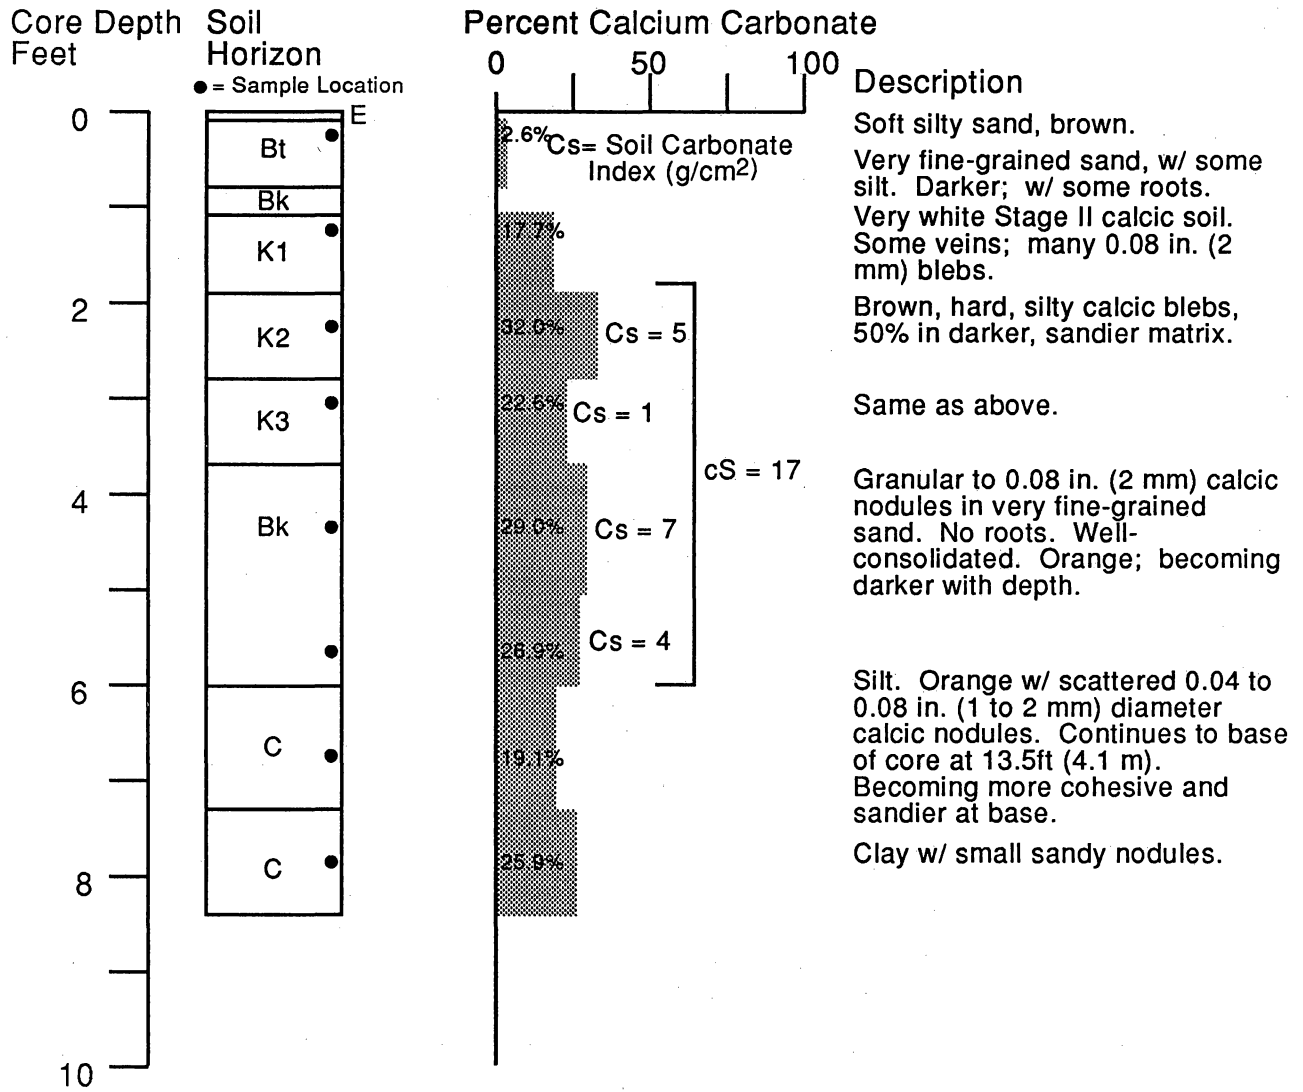 Core Depth
Feet
Soil
Horizon
● = Sample Location
Percent Calcium Carbonate
0 50 100
Description
0
2
4
6
8
10
E
Bt
Bk
K1
K2
K3
Bk
C
C
2.6%
17.7%
32.0%
22.6%
29.0%
26.9%
19.1%
25.9%
Cs= Soil Carbonate
Index (g/cm2)
Cs = 5
Cs = 1
Cs = 7
Cs = 4
cS = 17
Soft silty sand, brown.
Very fine-grained sand, w/ some
silt. Darker; w/ some roots.
Very white Stage II calcic soil.
Some veins; many 0.08 in. (2
mm) blebs.
Brown, hard, silty calcic blebs,
50% in darker, sandier matrix.
Same as above.
Granular to 0.08 in. (2 mm) calcic
nodules in very fine-grained
sand. No roots. Well-
consolidated. Orange; becoming
darker with depth.
Silt. Orange w/ scattered 0.04 to
0.08 in. (1 to 2 mm) diameter
calcic nodules. Continues to base
of core at 13.5ft (4.1 m).
Becoming more cohesive and
sandier at base.
Clay w/ small sandy nodules.